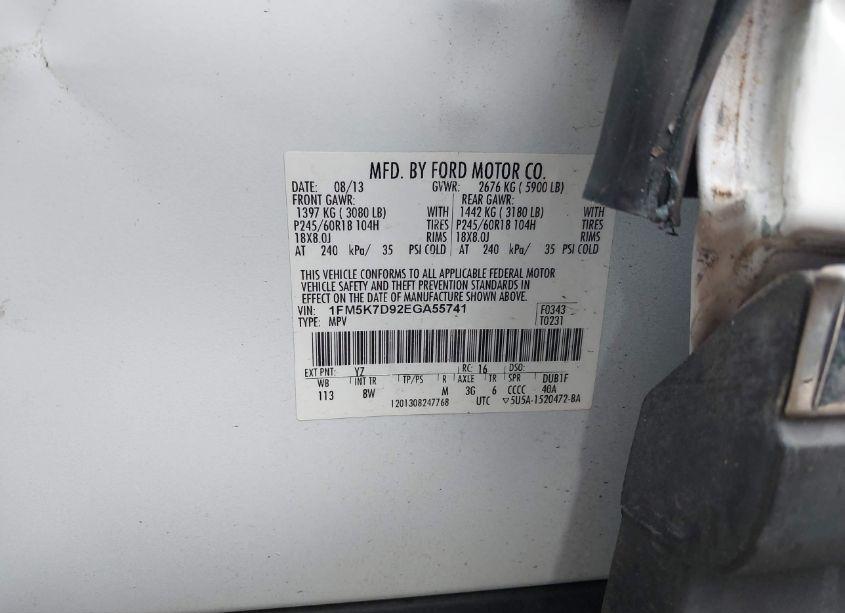 MFD. BY FORD MOTOR CO.
DATE: 08/13 GVWR: 2676 KG ( 5900 LB)
FRONT GAWR: REAR GAWR:
1397 KG ( 3080 LB) WITH 1442 KG ( 3180 LB) WITH
P245/60R18 104H TIRES P245/60R18 104H TIRES
18X8.0J RIMS 18X8.0J RIMS
AT 240 kPa/ 35 PSI COLD AT 240 kPa/ 35 PSI COLD
THIS VEHICLE CONFORMS TO ALL APPLICABLE FEDERAL MOTOR
VEHICLE SAFETY AND THEFT PREVENTION STANDARDS IN
EFFECT ON THE DATE OF MANUFACTURE SHOWN ABOVE.
VIN: 1FM5K7D92EGA55741 F0343
TYPE: MPV T0231
EXT PNT: YZ RC: 16 DSO:
WB INT TR TP/PS R AXLE TR SPR DUB1F
113 8W M 3G 6 CCCC 40A
1201308247768 UTC ▽5U5A-1520472-BA